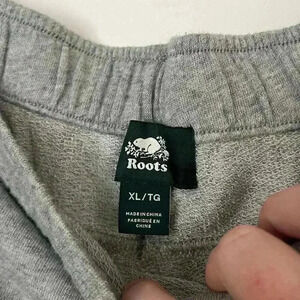 Roots
XL/TG
MADE IN CHINA
FABRIQUÉ EN
CHINE